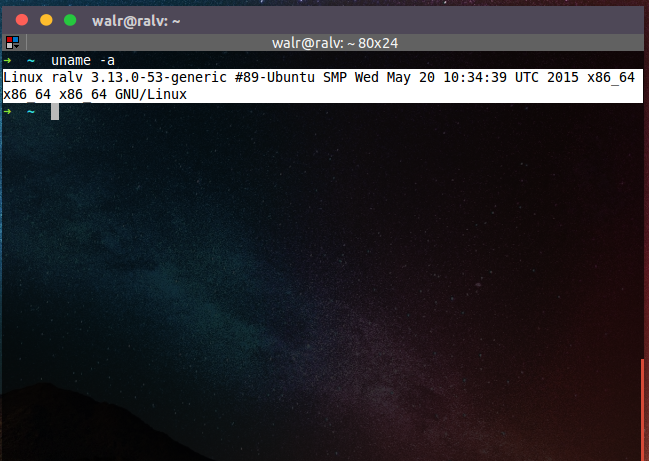 walr@ralv: ~
walr@ralv: ~ 80x24
➜ ~ uname -a
Linux ralv 3.13.0-53-generic #89-Ubuntu SMP Wed May 20 10:34:39 UTC 2015 x86_64
x86_64 x86_64 GNU/Linux
➜ ~